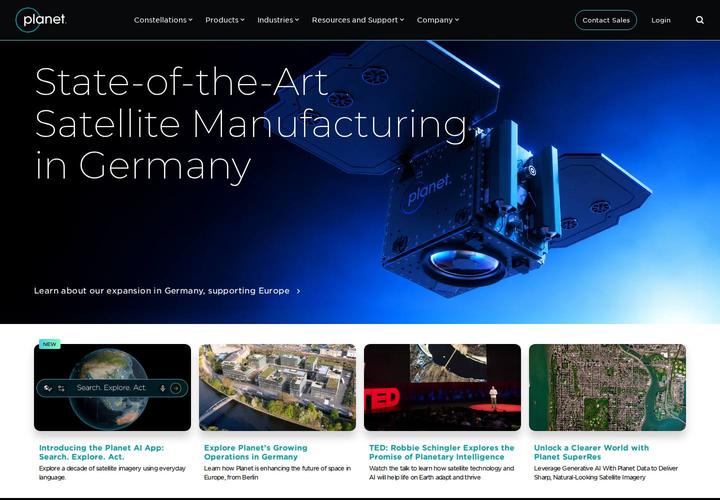 planet.
Constellations
Products
Industries
Resources and Support
Company
Contact Sales
Login
State-of-the-Art
Satellite Manufacturing
in Germany
planet.
Learn about our expansion in Germany, supporting Europe
NEW
Search. Explore. Act.
TED
Introducing the Planet AI App:
Search. Explore. Act.
Explore a decade of satellite imagery using everyday
language.
Explore Planet's Growing
Operations in Germany
Learn how Planet is enhancing the future of space in
Europe, from Berlin
TED: Robbie Schingler Explores the
Promise of Planetary Intelligence
Watch the talk to learn how satellite technology and
AI will help life on Earth adapt and thrive
Unlock a Clearer World with
Planet SuperRes
Leverage Generative AI With Planet Data to Deliver
Sharp, Natural-Looking Satellite Imagery